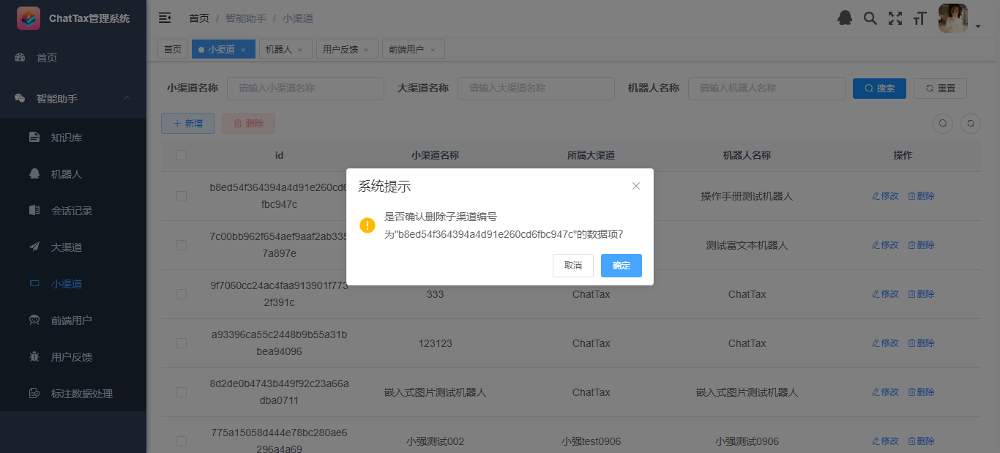 ChatTax管理系统
首页 / 智能助手 / 小渠道
首页
智能助手
知识库
机器人
会话记录
大渠道
小渠道
前端用户
用户反馈
标注数据处理
首页 小渠道 × 机器人 × 用户反馈 × 前端用户 ×
小渠道名称 请输入小渠道名称 大渠道名称 请输入大渠道名称 机器人名称 请输入机器人名称 搜索 重置
+ 新增 删除
id 小渠道名称 所属大渠道 机器人名称 操作
b8ed54f364394a4d91e260cd6
fbc947c
操作手册测试机器人 修改 删除
7c00bb962f654aef9aaf2ab335
7a897e
测试富文本机器人 修改 删除
9f7060cc24ac4faa913901f773
2f391c
333 ChatTax ChatTax 修改 删除
a93396ca55c2448b9b55a31b
bea94096
123123 ChatTax ChatTax 修改 删除
8d2de0b4743b449f92c23a66a
dba0711
嵌入式图片测试机器人 ChatTax 嵌入式图片测试机器人 修改 删除
775a15058d444e78bc280ae6
296a4a69
小强测试002 小强test0906 小强测试0906 修改 删除
系统提示
是否确认删除子渠道编号
为"b8ed54f364394a4d91e260cd6fbc947c"的数据项?
取消 确定